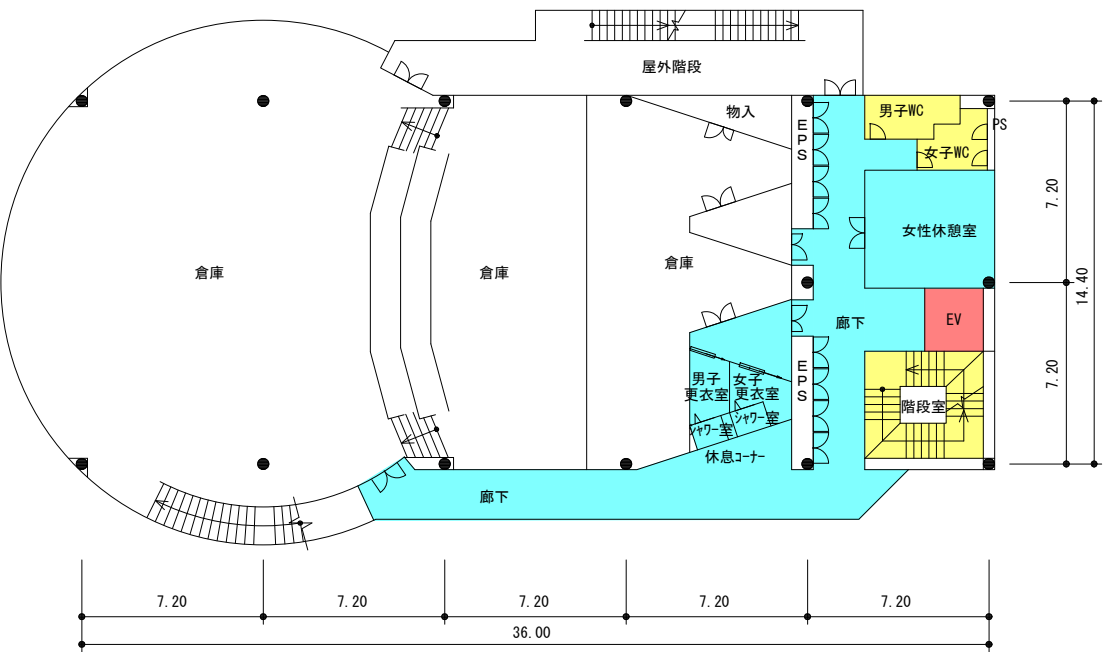 屋外階段
物入
EPS
男子WC
PS
女子WC
女性休憩室
倉庫
倉庫
倉庫
廊下
EV
EPS
男子
更衣室
女子
更衣室
シャワー室
シャワー室
階段室
休息コーナー
廊下
7.20
14.40
7.20
7.20
7.20
7.20
7.20
7.20
36.00